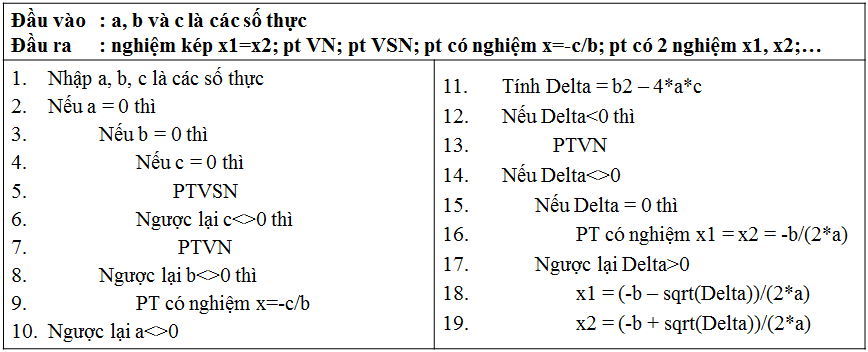 Đầu vào : a, b và c là các số thực
Đầu ra : nghiệm kép x1=x2; pt VN; pt VSN; pt có nghiệm x=-c/b; pt có 2 nghiệm x1, x2;…
1. Nhập a, b, c là các số thực
2. Nếu a = 0 thì
3. Nếu b = 0 thì
4. Nếu c = 0 thì
5. PTVSN
6. Ngược lại c<>0 thì
7. PTVN
8. Ngược lại b<>0 thì
9. PT có nghiệm x=-c/b
10. Ngược lại a<>0
11. Tính Delta = b2 – 4*a*c
12. Nếu Delta<0 thì
13. PTVN
14. Nếu Delta<>0
15. Nếu Delta = 0 thì
16. PT có nghiệm x1 = x2 = -b/(2*a)
17. Ngược lại Delta>0
18. x1 = (-b – sqrt(Delta))/(2*a)
19. x2 = (-b + sqrt(Delta))/(2*a)